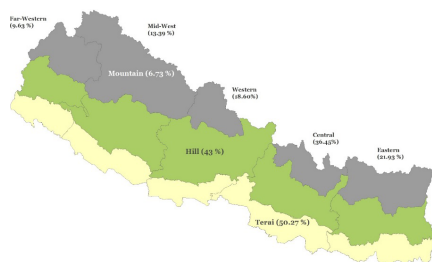 Far-Western
(9.63 %)
Mid-West
(13.39 %)
Mountain (6.73 %)
Western
(18.60%)
Central
(36.45%)
Eastern
(21.93 %)
Hill (43 %)
Terai (50.27 %)